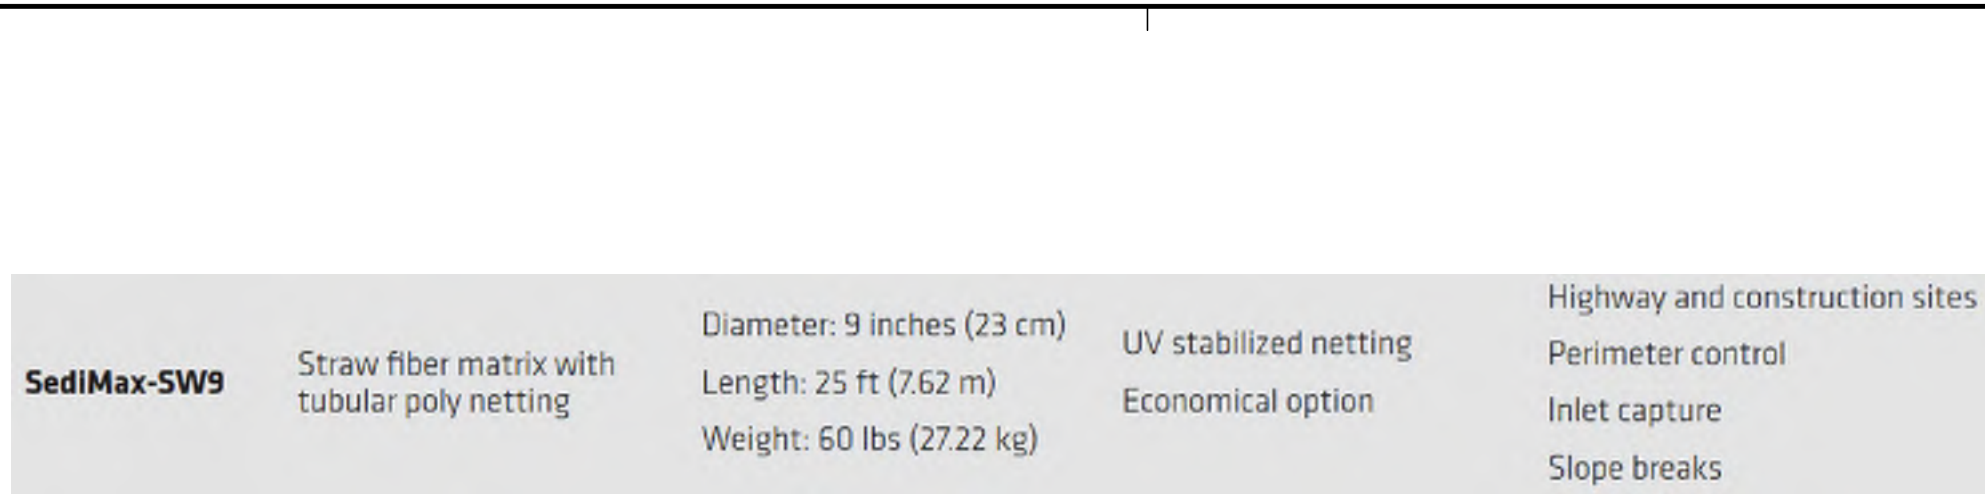 SediMax-SW9
Straw fiber matrix with
tubular poly netting
Diameter: 9 inches (23 cm)
Length: 25 ft (7.62 m)
Weight: 60 lbs (27.22 kg)
UV stabilized netting
Economical option
Highway and construction sites
Perimeter control
Inlet capture
Slope breaks